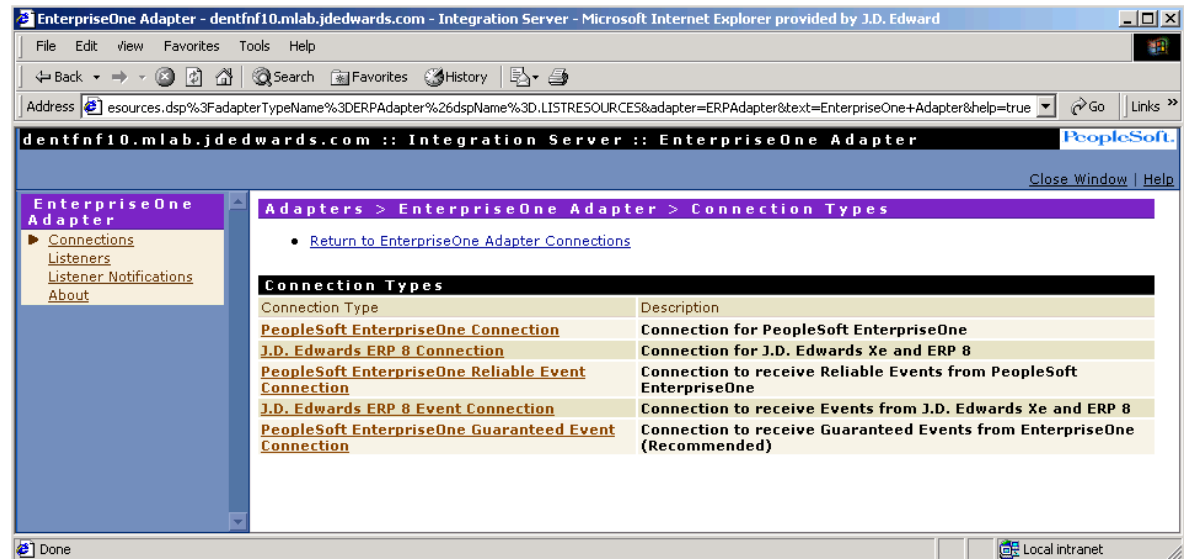 EnterpriseOne Adapter - dentfnf10.mlab.jdedwards.com - Integration Server - Microsoft Internet Explorer provided by J.D. Edward
File Edit View Favorites Tools Help
Back Search Favorites History
Address esources.dsp%3FadapterTypeName%3DERPAdapter%26dspName%3D.LISTRESOURCES&adapter=ERPAdapter&text=EnterpriseOne+Adapter&help=true Go Links »
dentfnf10.mlab.jdedwards.com :: Integration Server :: EnterpriseOne Adapter PeopleSoft.
Close Window | Help
EnterpriseOne
Adapter
Connections
Listeners
Listener Notifications
About
Adapters > EnterpriseOne Adapter > Connection Types
• Return to EnterpriseOne Adapter Connections
Connection Types
Connection Type Description
PeopleSoft EnterpriseOne Connection Connection for PeopleSoft EnterpriseOne
J.D. Edwards ERP 8 Connection Connection for J.D. Edwards Xe and ERP 8
PeopleSoft EnterpriseOne Reliable Event Connection to receive Reliable Events from PeopleSoft
Connection EnterpriseOne
J.D. Edwards ERP 8 Event Connection Connection to receive Events from J.D. Edwards Xe and ERP 8
PeopleSoft EnterpriseOne Guaranteed Event Connection to receive Guaranteed Events from EnterpriseOne
Connection (Recommended)
Done Local intranet